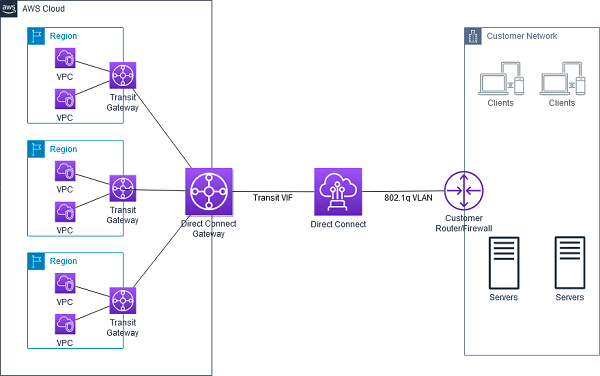 aws
AWS Cloud
Region
VPC
VPC
Transit
Gateway
Region
VPC
VPC
Transit
Gateway
Region
VPC
VPC
Transit
Gateway
Direct Connect
Gateway
Transit VIF
Direct Connect
802.1q VLAN
Customer Network
Clients
Clients
Customer
Router/Firewall
Servers
Servers